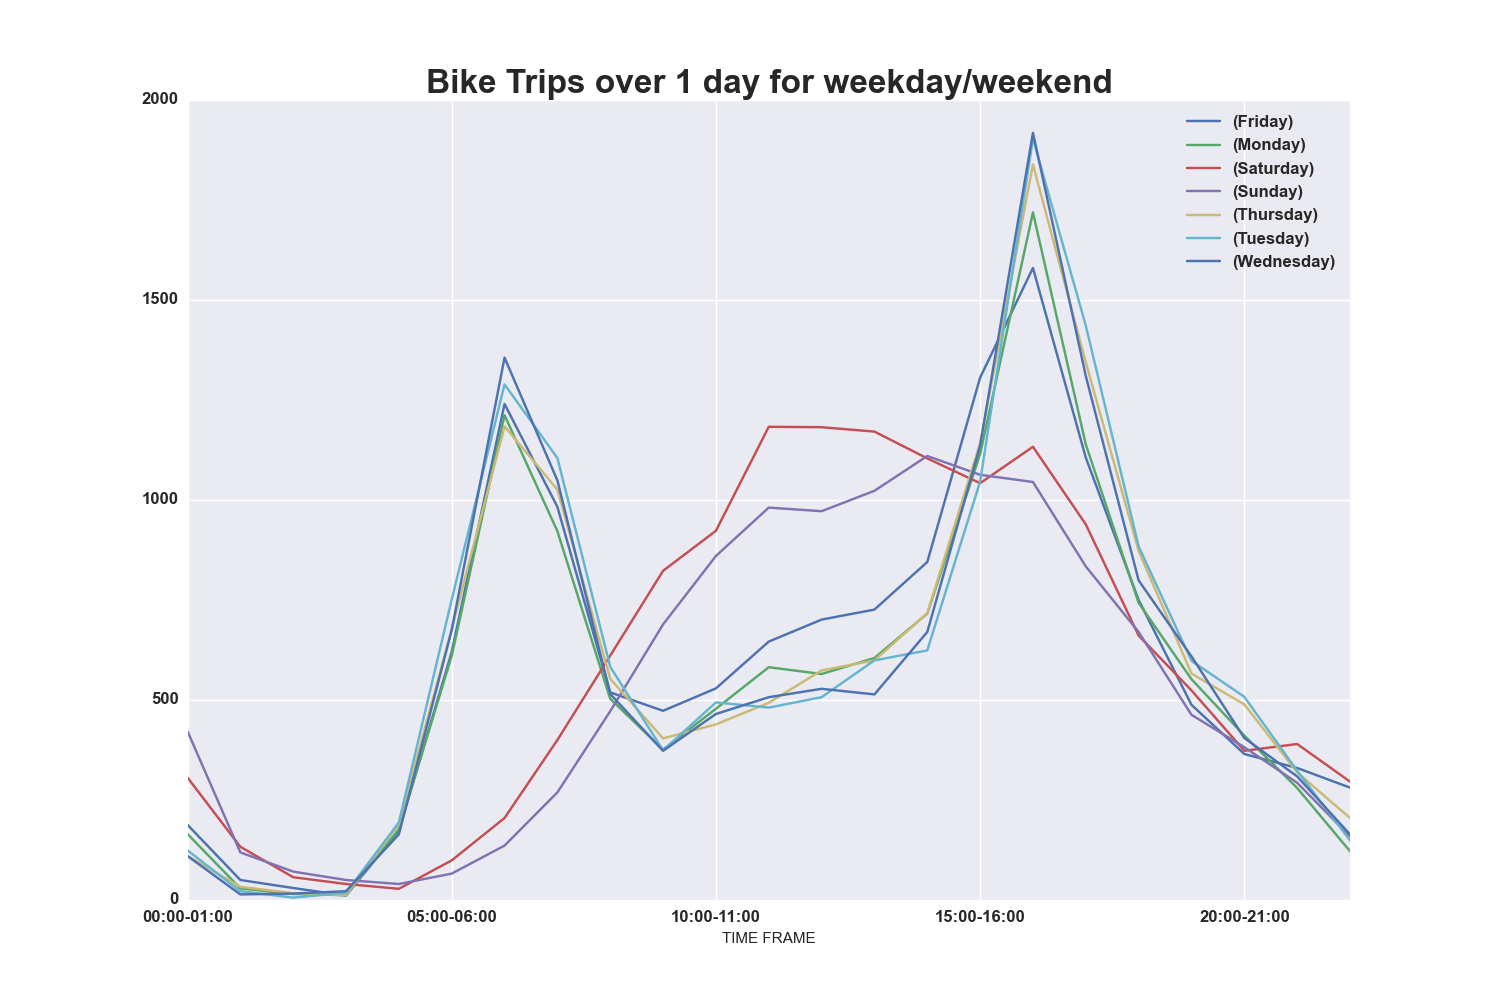 Bike Trips over 1 day for weekday/weekend
2000
1500
1000
500
0
(Friday)
(Monday)
(Saturday)
(Sunday)
(Thursday)
(Tuesday)
(Wednesday)
00:00-01:00 05:00-06:00 10:00-11:00 15:00-16:00 20:00-21:00
TIME FRAME